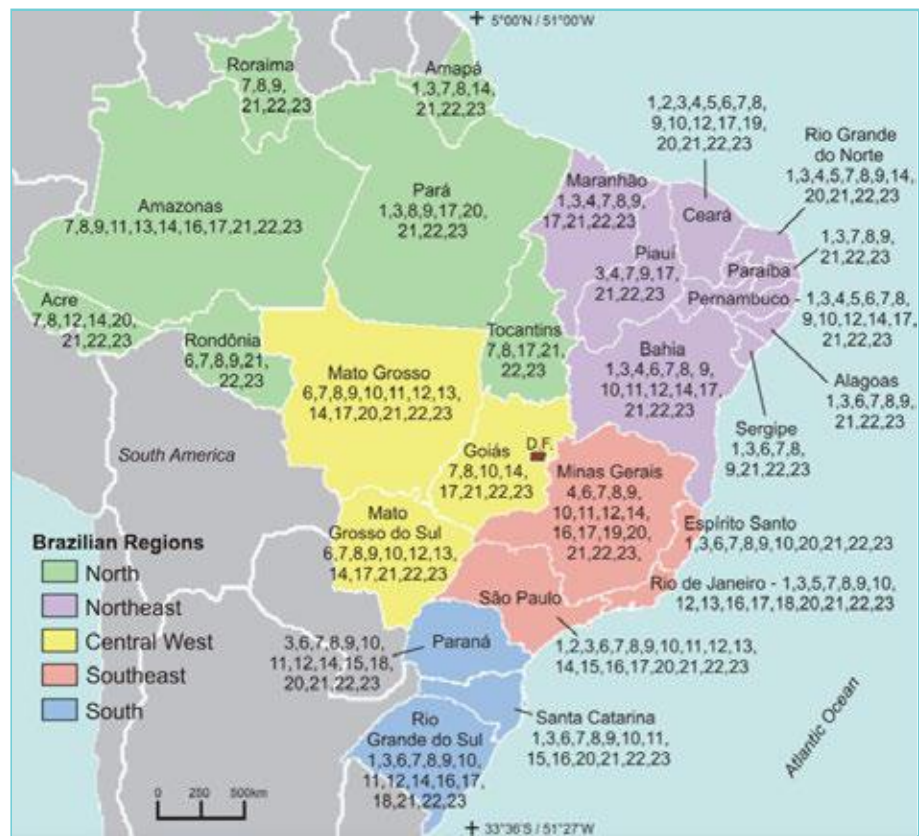 5°00'N / 51°00'W
Roraima
7,8,9,
21,22,23
Amapá
1,3,7,8,14,
21,22,23
1,2,3,4,5,6,7,8,
9,10,12,17,19,
20,21,22,23
Ceará
Rio Grande
do Norte
1,3,4,5,7,8,9,14,
20,21,22,23
Amazonas
7,8,9,11,13,14,16,17,21,22,23
Pará
1,3,8,9,17,20,
21,22,23
Maranhão
1,3,4,7,8,9,
17,21,22,23
Piauí
3,4,7,9,17,
21,22,23
1,3,7,8,9,
21,22,23
Paraíba
Pernambuco - 1,3,4,5,6,7,8,
9,10,12,14,17,
21,22,23
Acre
7,8,12,14,20,
21,22,23
Rondônia
6,7,8,9,21,
22,23
Tocantins
7,8,17,21,
22,23
Mato Grosso
6,7,8,9,10,11,12,13,
14,17,20,21,22,23
Bahia
1,3,4,6,7,8, 9,
10,11,12,14,17,
21,22,23
Alagoas
1,3,6,7,8,9,
21,22,23
Sergipe
1,3,6,7,8,
9,21,22,23
South America
Goiás
7,8,10,14,
17,21,22,23
D.F.
Minas Gerais
4,6,7,8,9,
10,11,12,14,
16,17,19,20,
21,22,23,
Mato
Grosso do Sul
6,7,8,9,10,12,13,
14,17,21,22,23
Espírito Santo
1,3,6,7,8,9,10,20,21,22,23
Rio de Janeiro - 1,3,5,7,8,9,10,
12,13,16,17,18,20,21,22,23
São Paulo
1,2,3,6,7,8,9,10,11,12,13,
14,15,16,17,20,21,22,23
Brazilian Regions
North
Northeast
Central West
Southeast
South
3,6,7,8,9,10,
11,12,14,15,18,
20,21,22,23
Paraná
Santa Catarina
1,3,6,7,8,9,10,11,
15,16,20,21,22,23
Rio
Grande do Sul
1,3,6,7,8,9,10,
11,12,14,16,17,
18,21,22,23
Atlantic Ocean
0 250 500km
33°36'S / 51°27'W